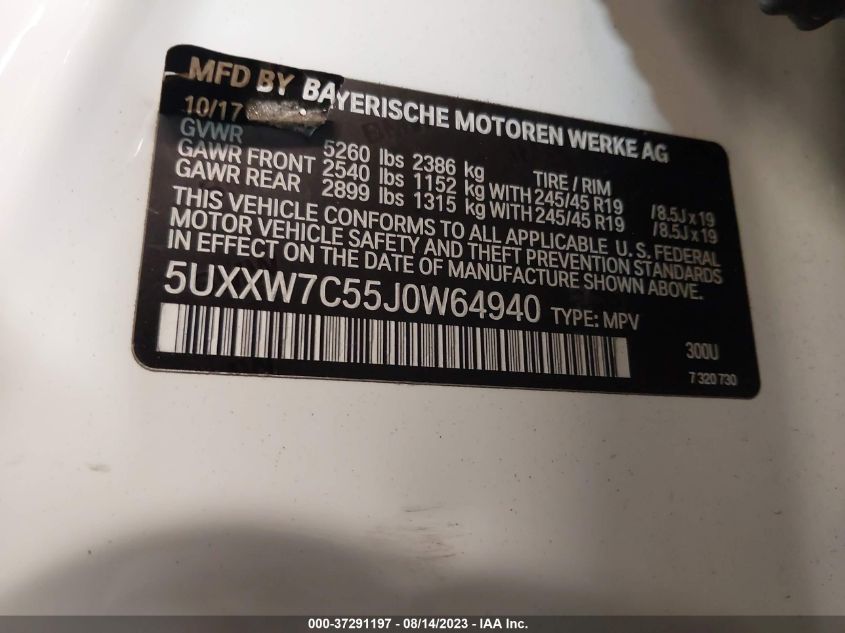 MFD BY BAYERISCHE MOTOREN WERKE AG
10/17
GVWR 5260 lbs 2386 kg TIRE / RIM
GAWR FRONT 2540 lbs 1152 kg WITH 245/45 R19 /8.5J x 19
GAWR REAR 2899 lbs 1315 kg WITH 245/45 R19 /8.5J x 19
THIS VEHICLE CONFORMS TO ALL APPLICABLE U. S. FEDERAL
MOTOR VEHICLE SAFETY AND THEFT PREVENTION STANDARDS
IN EFFECT ON THE DATE OF MANUFACTURE SHOWN ABOVE.
5UXXW7C55J0W64940 TYPE: MPV
300U
7 320 730
000-37291197 - 08/14/2023 - IAA Inc.